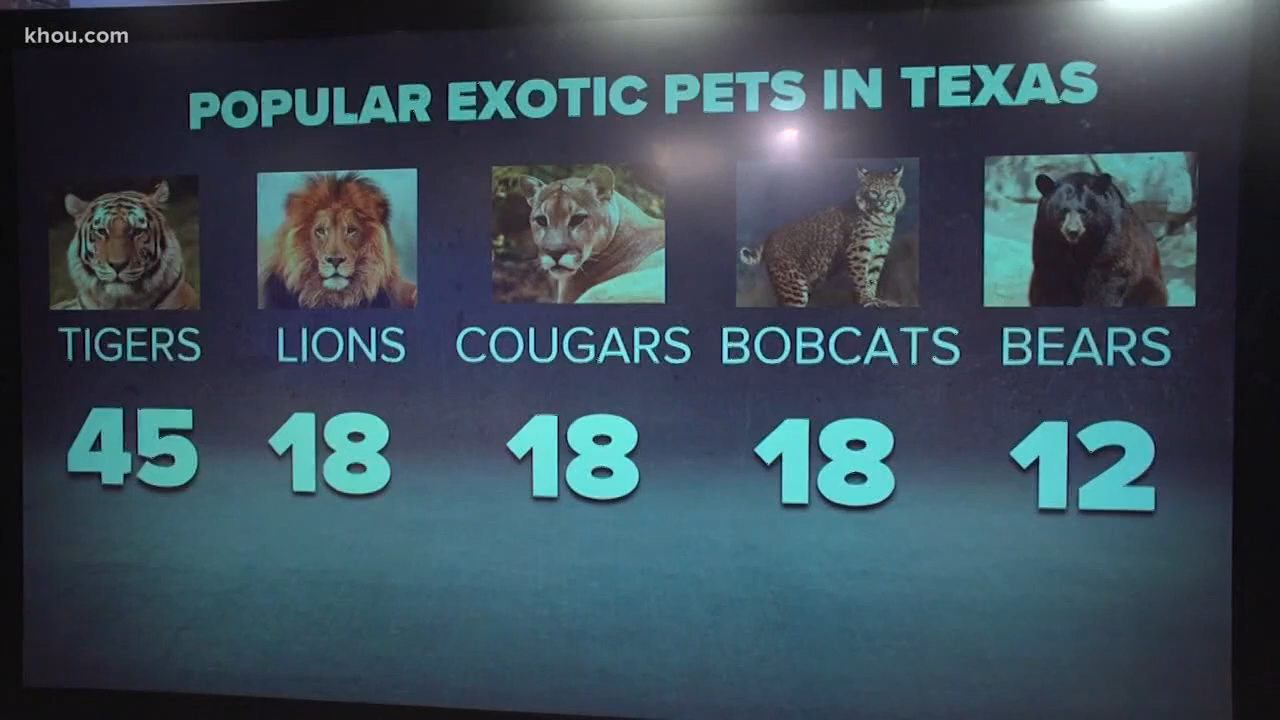 khou.com
POPULAR EXOTIC PETS IN TEXAS
TIGERS LIONS COUGARS BOBCATS BEARS
45 18 18 18 12